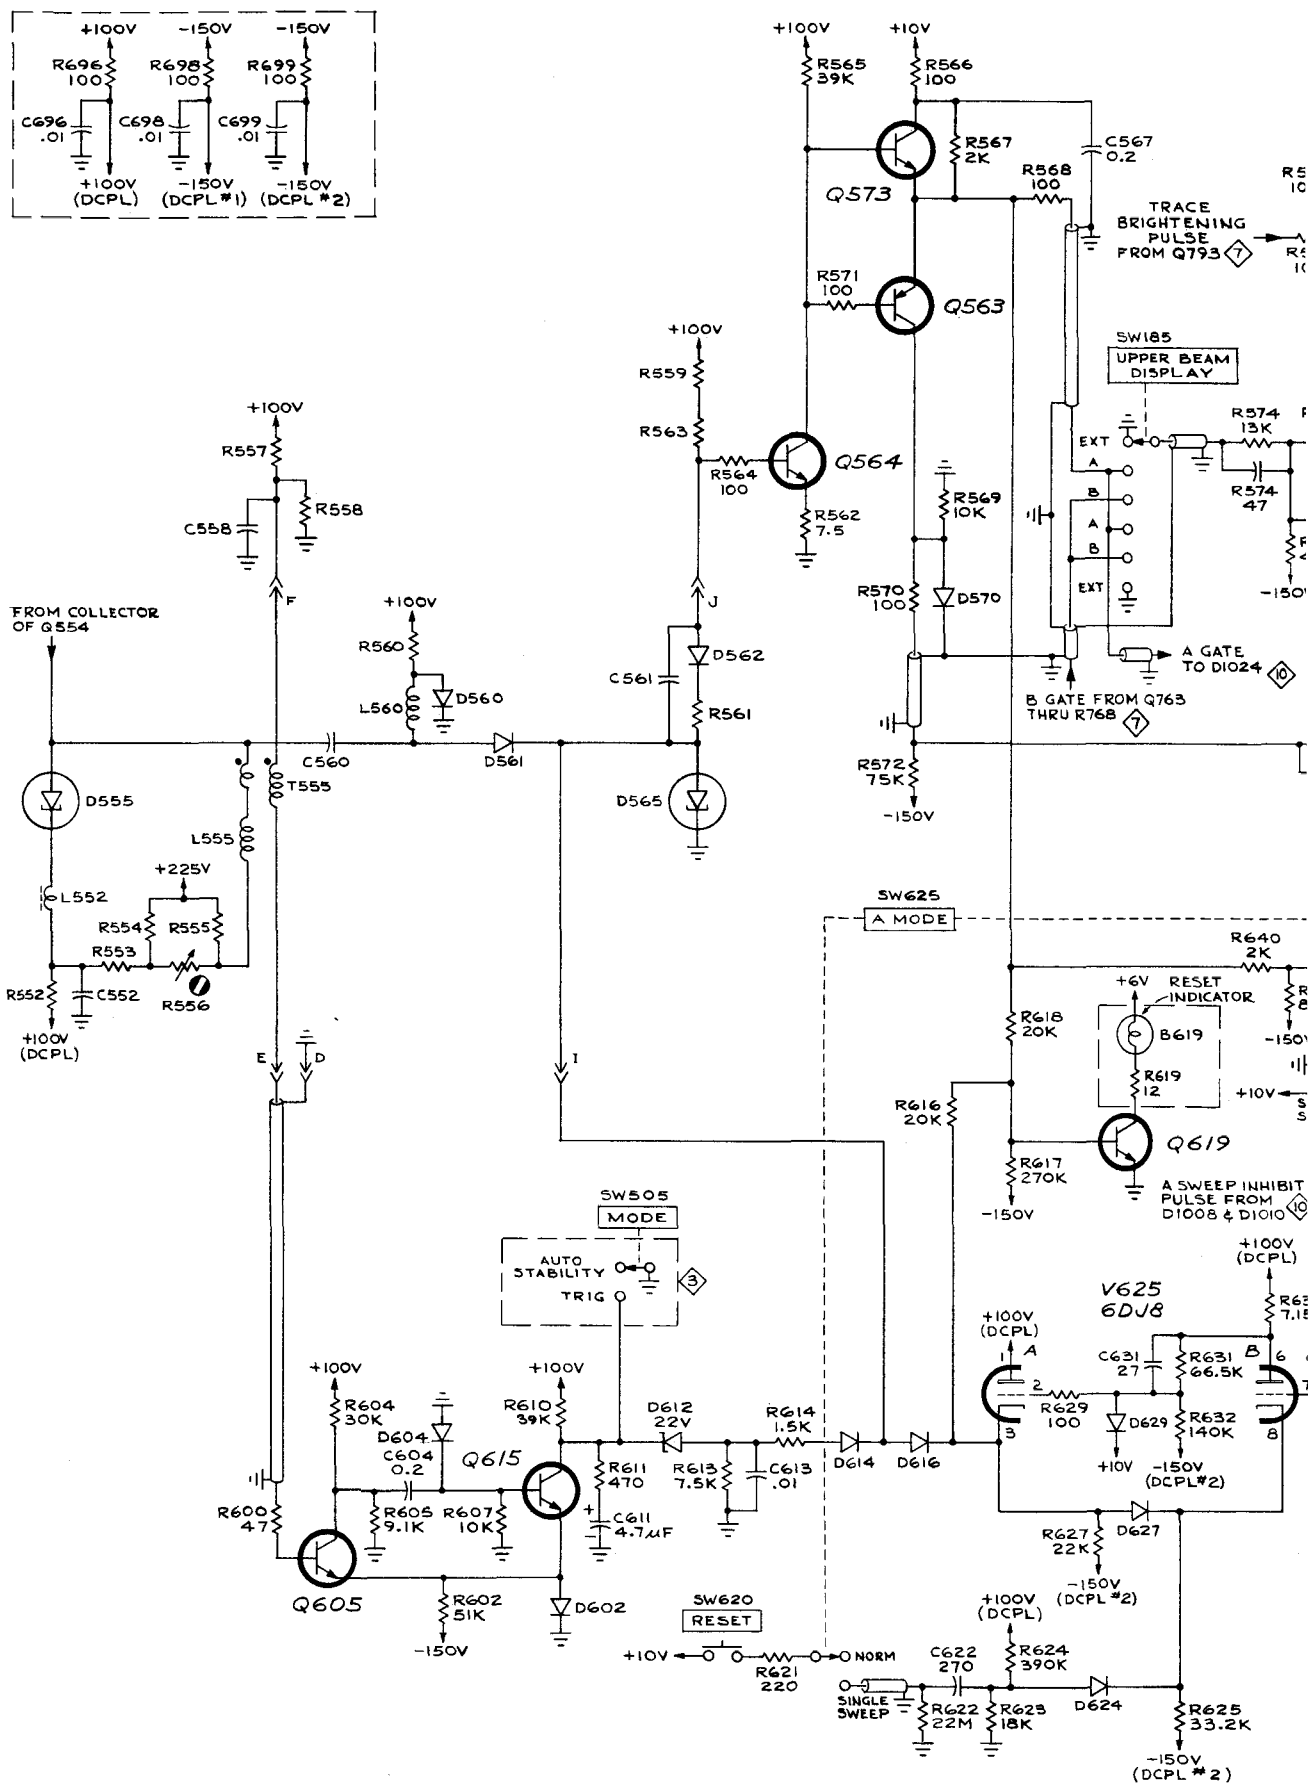 +100V -150V -150V
R696 100 R698 100 R699 100
C696 .01 C698 .01 C699 .01
+100V (DCPL) -150V (DCPL #1) -150V (DCPL #2)
+100V +10V
R565 39K R566 100
R567 2K C567 0.2
R568 100
Q573
TRACE
BRIGHTENING
PULSE
FROM Q793 7
R571 100
Q563
+100V
R559
SW185
UPPER BEAM
DISPLAY
R563
R574 13K
EXT
A
B
A
B
EXT
R574 47
Q564
R564 100
R562 7.5
R569 10K
-150V
+100V
R557
R558
C558
F
J
R570 100 D570
FROM COLLECTOR
OF Q554
+100V
R560
L560 D560
C561 D562
R561
A GATE
TO D1024 10
B GATE FROM Q763
THRU R768 7
C560 D561
D555 T555 D565
L555
R572 75K
-150V
+225V
L552
R554 R555
R553
R556
R552 C552
+100V
(DCPL)
SW625
A MODE
R640 2K
+6V RESET
INDICATOR
B619
R618 20K
-150V
R619 12
+10V
E D I
R616 20K
Q619
R617 270K
-150V
A SWEEP INHIBIT
PULSE FROM
D1008 & D1010 10
SW505
MODE
AUTO
STABILITY
TRIG
3
+100V
(DCPL)
V625
6DJ8
+100V
(DCPL)
1 A
2
3
C631 27 R631 66.5K B 6
7
8
R629 100 D629 R632 140K
+10V -150V
(DCPL#2)
+100V +100V
R604 30K R610 39K
D604 D612 22V R614 1.5K
C604 0.2 Q615
D614 D616
R611 470 R613 7.5K C613 .01
R600 47 R605 9.1K R607 10K
+ C611 4.7µF
R627 22K D627
-150V
(DCPL #2)
Q605
R602 51K D602
-150V
SW620
RESET
+100V
(DCPL)
+10V R621 220 NORM
C622 270 R624 390K
SINGLE
SWEEP
R622 22M R623 18K D624 R625 33.2K
-150V
(DCPL #2)